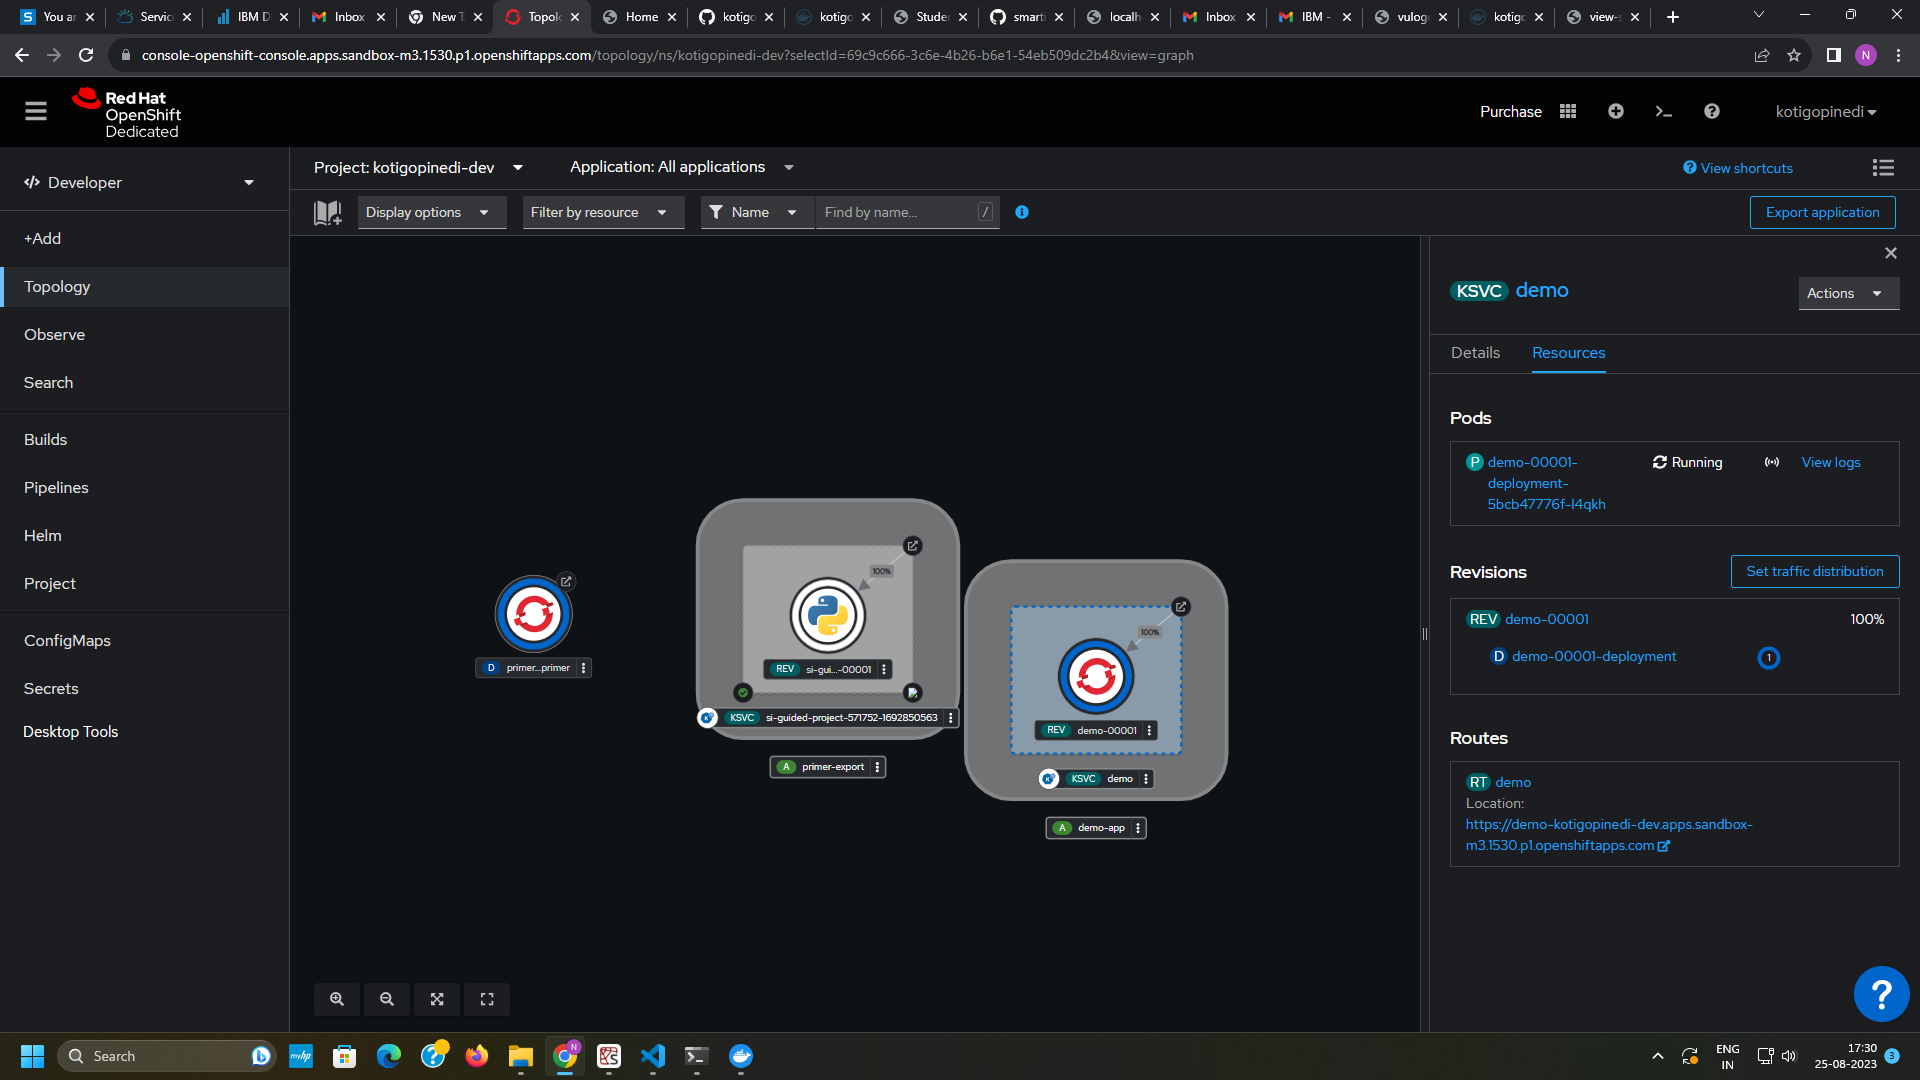 You ar
Servic
IBM D
Inbox
New T
Topolo
Home
kotigo
kotigo
Studen
smarti
localh
Inbox
IBM -
vuloge
kotigo
view-s
console-openshift-console.apps.sandbox-m3.1530.p1.openshiftapps.com/topology/ns/kotigopinedi-dev?selectId=69c9c666-3c6e-4b26-b6e1-54eb509dc2b4&view=graph
N
Red Hat
OpenShift
Dedicated
Purchase
kotigopinedi
Developer
Project: kotigopinedi-dev
Application: All applications
View shortcuts
Display options
Filter by resource
Name
Find by name...
/
Export application
+Add
Topology
Observe
Search
Builds
Pipelines
Helm
Project
ConfigMaps
Secrets
Desktop Tools
D primer...primer
100%
REV si-gui...-00001
KSVC si-guided-project-571752-1692850563
A primer-export
100%
REV demo-00001
KSVC demo
A demo-app
KSVC demo
Actions
Details
Resources
Pods
P demo-00001-
deployment-
5bcb47776f-l4qkh
Running
View logs
Revisions
Set traffic distribution
REV demo-00001
100%
D demo-00001-deployment
1
Routes
RT demo
Location:
https://demo-kotigopinedi-dev.apps.sandbox-
m3.1530.p1.openshiftapps.com
?
Search
myhp
N
ENG
IN
17:30
25-08-2023
3